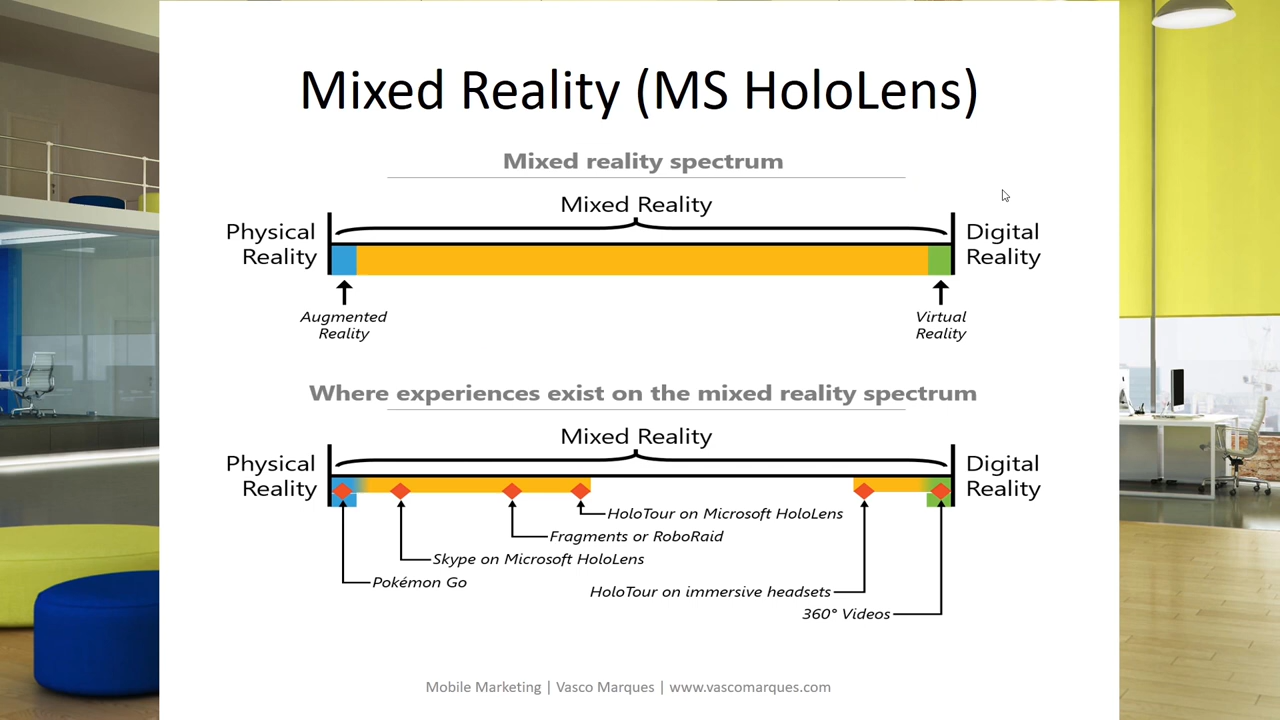 Mixed Reality (MS HoloLens)
Mixed reality spectrum
Mixed Reality
Physical
Reality
Digital
Reality
Augmented
Reality
Virtual
Reality
Where experiences exist on the mixed reality spectrum
Mixed Reality
Physical
Reality
Digital
Reality
HoloTour on Microsoft HoloLens
Fragments or RoboRaid
Skype on Microsoft HoloLens
Pokémon Go
HoloTour on immersive headsets
360° Videos
Mobile Marketing | Vasco Marques | www.vascomarques.com